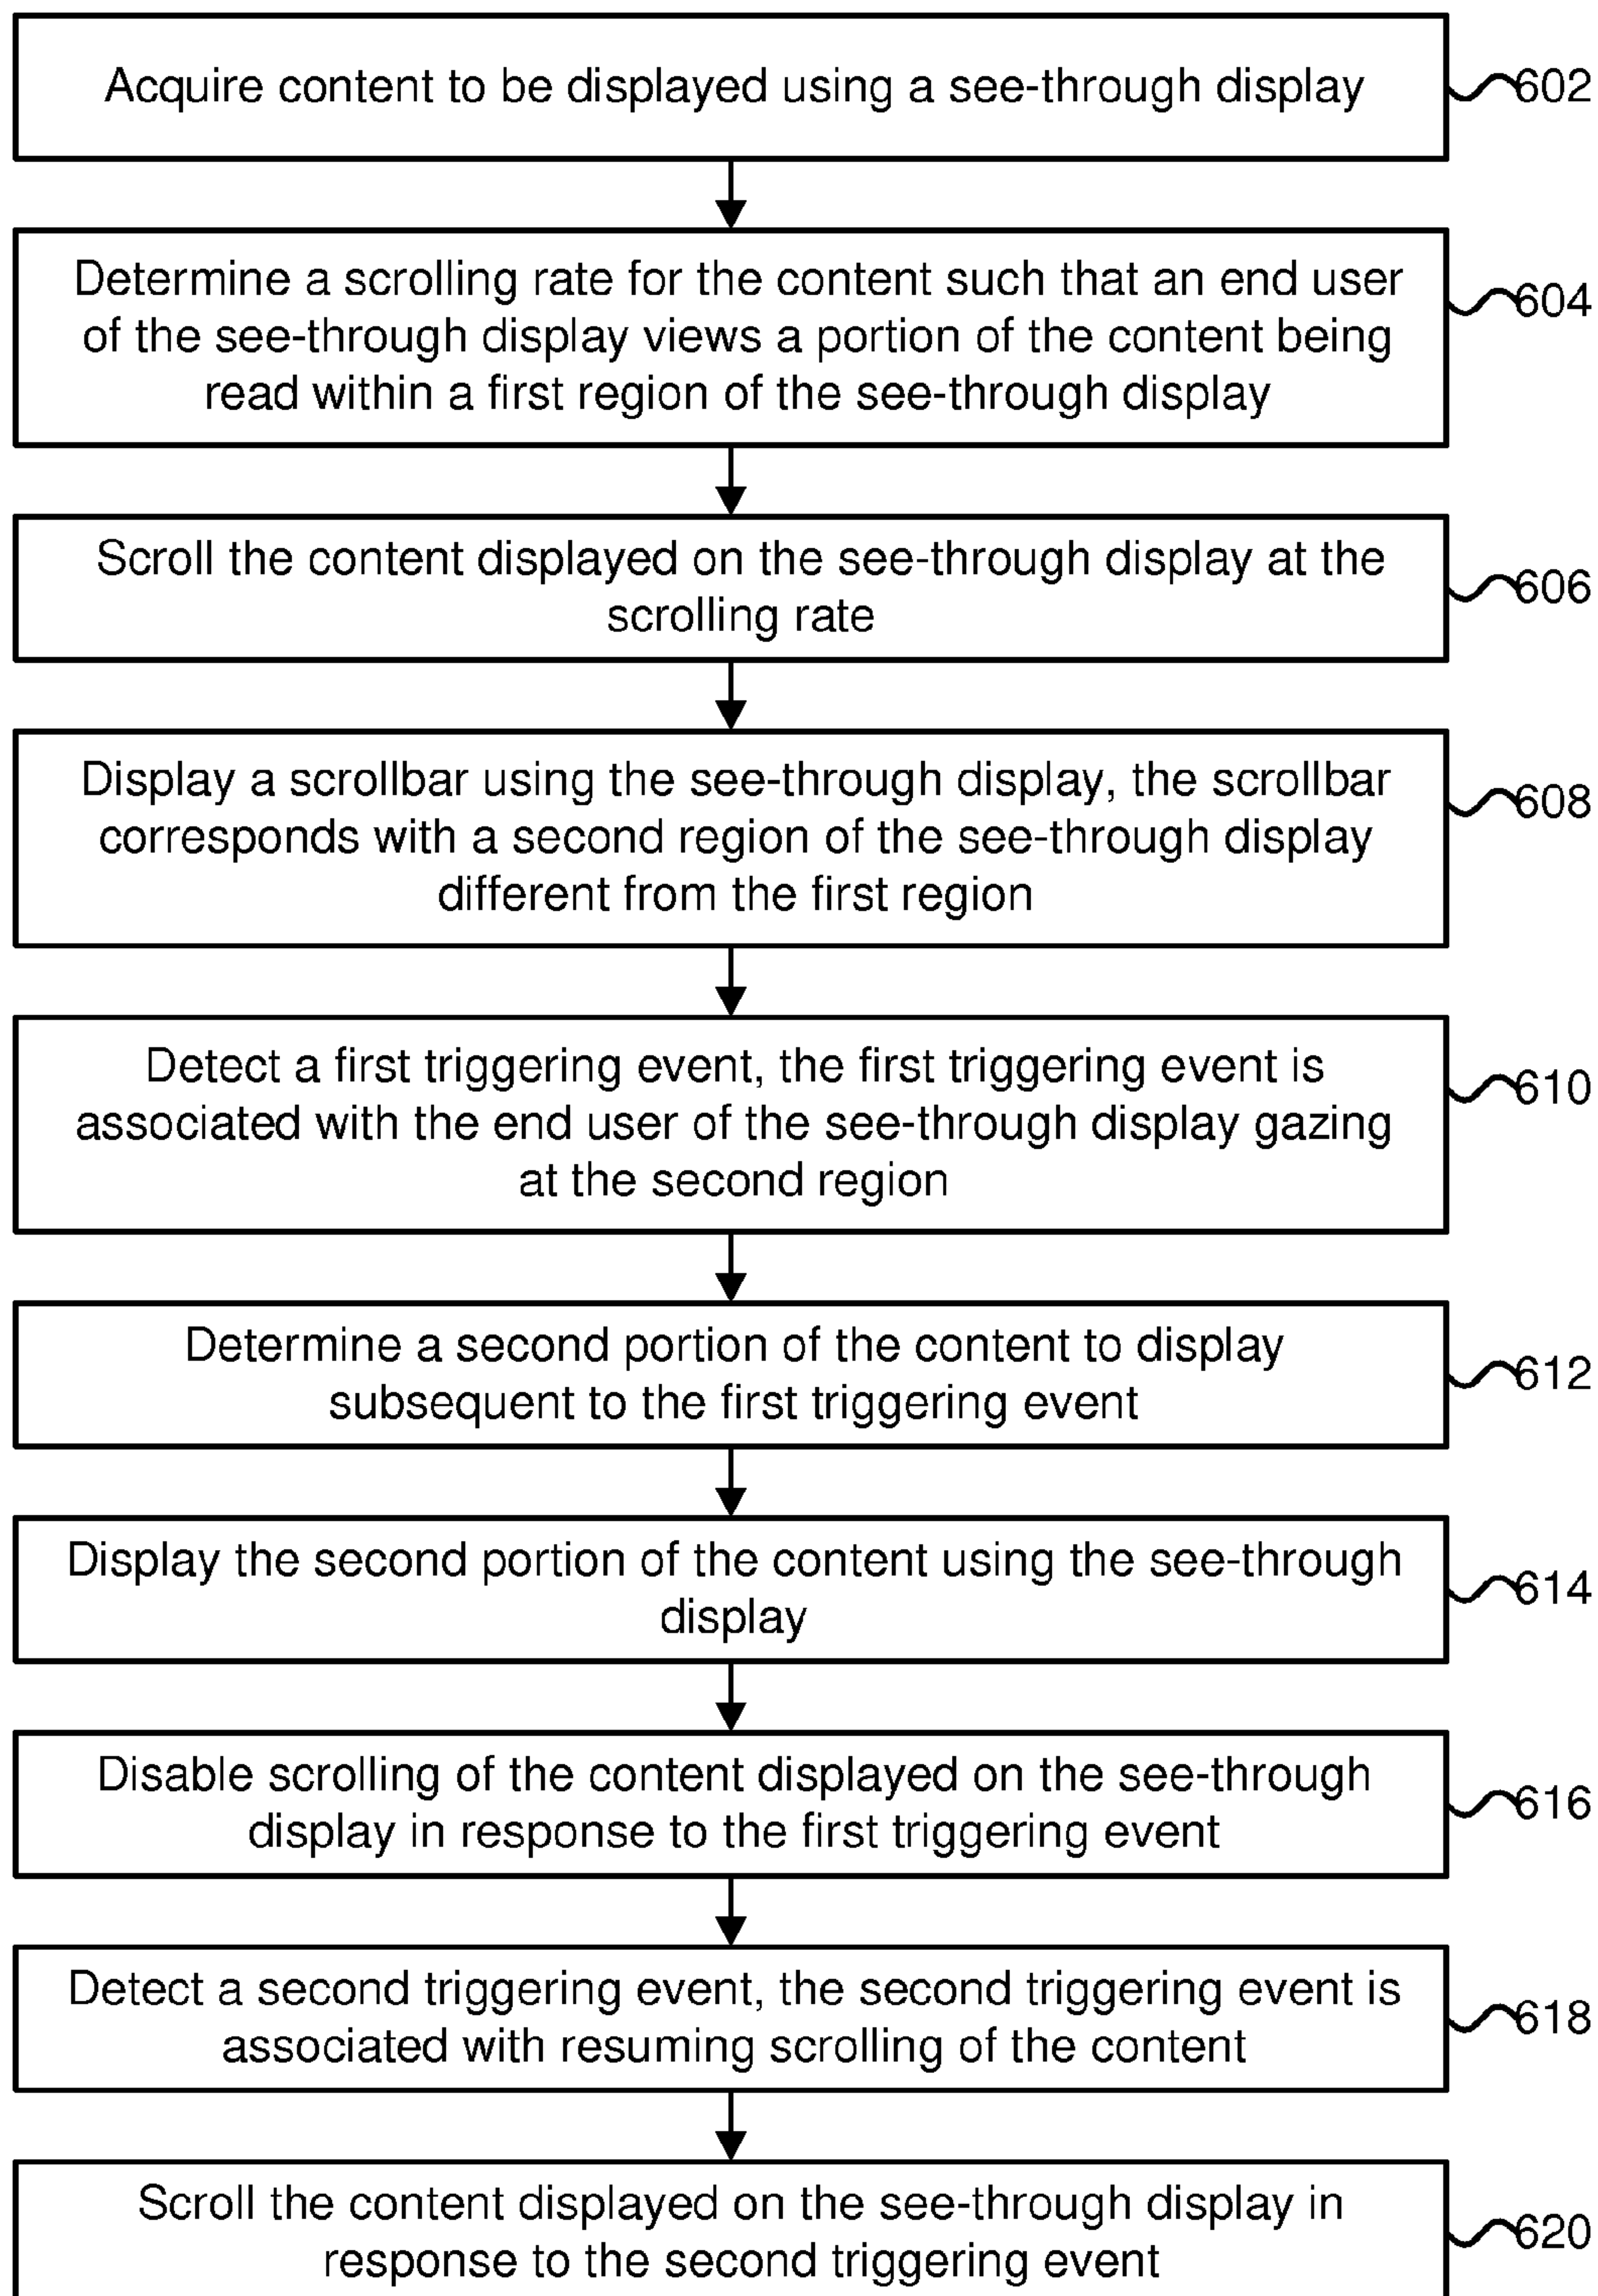 Acquire content to be displayed using a see-through display
602
Determine a scrolling rate for the content such that an end user
of the see-through display views a portion of the content being
read within a first region of the see-through display
604
Scroll the content displayed on the see-through display at the
scrolling rate
606
Display a scrollbar using the see-through display, the scrollbar
corresponds with a second region of the see-through display
different from the first region
608
Detect a first triggering event, the first triggering event is
associated with the end user of the see-through display gazing
at the second region
610
Determine a second portion of the content to display
subsequent to the first triggering event
612
Display the second portion of the content using the see-through
display
614
Disable scrolling of the content displayed on the see-through
display in response to the first triggering event
616
Detect a second triggering event, the second triggering event is
associated with resuming scrolling of the content
618
Scroll the content displayed on the see-through display in
response to the second triggering event
620